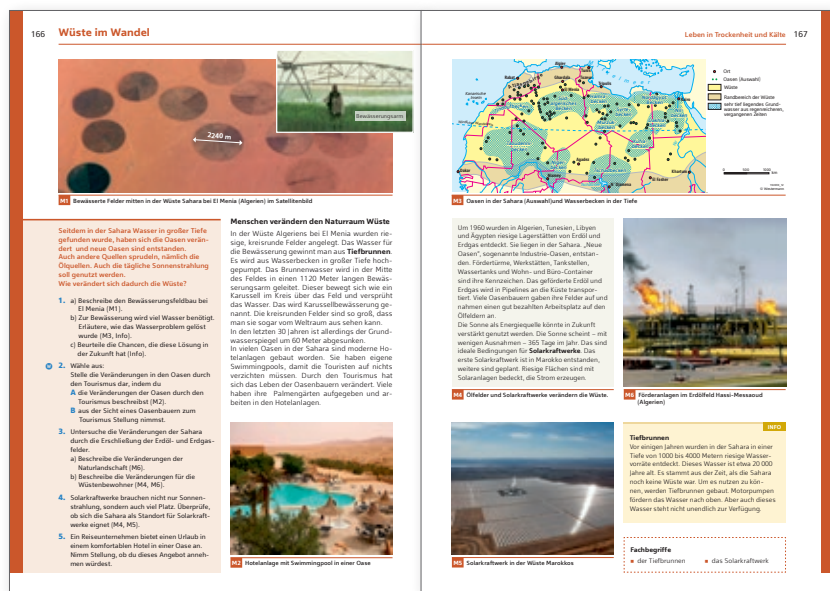 166
Wüste im Wandel
2240 m
Bewässerungsarm
M1 Bewässerte Felder mitten in der Wüste Sahara bei El Menia (Algerien) im Satellitenbild
Seitdem in der Sahara Wasser in großer Tiefe
gefunden wurde, haben sich die Oasen verän-
dert und neue Oasen sind entstanden.
Auch andere Quellen sprudeln, nämlich die
Ölquellen. Auch die tägliche Sonnenstrahlung
soll genutzt werden.
Wie verändert sich dadurch die Wüste?
1. a) Beschreibe den Bewässerungsfeldbau bei
El Menia (M1).
b) Zur Bewässerung wird viel Wasser benötigt.
Erläutere, wie das Wasserproblem gelöst
wurde (M3, Info).
c) Beurteile die Chancen, die diese Lösung in
der Zukunft hat (Info).
2. Wähle aus:
Stelle die Veränderungen in den Oasen durch
den Tourismus dar, indem du
A die Veränderungen der Oasen durch den
Tourismus beschreibst (M2).
B aus der Sicht eines Oasenbauern zum
Tourismus Stellung nimmst.
3. Untersuche die Veränderungen der Sahara
durch die Erschließung der Erdöl- und Erdgas-
felder.
a) Beschreibe die Veränderungen der
Naturlandschaft (M6).
b) Beschreibe die Veränderungen für die
Wüstenbewohner (M4, M6).
4. Solarkraftwerke brauchen nicht nur Sonnen-
strahlung, sondern auch viel Platz. Überprüfe,
ob sich die Sahara als Standort für Solarkraft-
werke eignet (M4, M5).
5. Ein Reiseunternehmen bietet einen Urlaub in
einem komfortablen Hotel in einer Oase an.
Nimm Stellung, ob du dieses Angebot anneh-
men würdest.
Menschen verändern den Naturraum Wüste
In der Wüste Algeriens bei El Menia wurden rie-
sige, kreisrunde Felder angelegt. Das Wasser für
die Bewässerung gewinnt man aus Tiefbrunnen.
Es wird aus Wasserbecken in großer Tiefe hoch-
gepumpt. Das Brunnenwasser wird in der Mitte
des Feldes in einen 1120 Meter langen Bewäs-
serungsarm geleitet. Dieser bewegt sich wie ein
Karussell im Kreis über das Feld und versprüht
das Wasser. Das wird Karussellbewässerung ge-
nannt. Die kreisrunden Felder sind so groß, dass
man sie sogar vom Weltraum aus sehen kann.
In den letzten 30 Jahren ist allerdings der Grund-
wasserspiegel um 60 Meter abgesunken.
In vielen Oasen in der Sahara sind moderne Ho-
telanlagen gebaut worden. Sie haben eigene
Swimmingpools, damit die Touristen auf nichts
verzichten müssen. Durch den Tourismus hat
sich das Leben der Oasenbauern verändert. Viele
haben ihre Palmengärten aufgegeben und ar-
beiten in den Hotelanlagen.
M2 Hotelanlage mit Swimmingpool in einer Oase
Leben in Trockenheit und Kälte
167
Ort
Oasen (Auswahl)
Wüste
Randbereich der Wüste
sehr tief liegendes Grund-
wasser aus regenreicheren,
vergangenen Zeiten
M3 Oasen in der Sahara (Auswahl)und Wasserbecken in der Tiefe
Um 1960 wurden in Algerien, Tunesien, Libyen
und Ägypten riesige Lagerstätten von Erdöl und
Erdgas entdeckt. Sie liegen in der Sahara. „Neue
Oasen“, sogenannte Industrie-Oasen, entstan-
den. Fördertürme, Werkstätten, Tankstellen,
Wassertanks und Wohn- und Büro-Container
sind ihre Kennzeichen. Das geförderte Erdöl und
Erdgas wird in Pipelines an die Küste transpor-
tiert. Viele Oasenbauern gaben ihre Felder auf und
nahmen einen gut bezahlten Arbeitsplatz auf den
Ölfeldern an.
Die Sonne als Energiequelle könnte in Zukunft
verstärkt genutzt werden. Die Sonne scheint – mit
wenigen Ausnahmen – 365 Tage im Jahr. Das sind
ideale Bedingungen für Solarkraftwerke. Das
erste Solarkraftwerk ist in Marokko entstanden,
weitere sind geplant. Riesige Flächen sind mit
Solaranlagen bedeckt, die Strom erzeugen.
M4 Ölfelder und Solarkraftwerke verändern die Wüste.
M6 Förderanlagen im Erdölfeld Hassi-Messaoud
(Algerien)
M5 Solarkraftwerk in der Wüste Marokkos
INFO
Tiefbrunnen
Vor einigen Jahren wurden in der Sahara in einer
Tiefe von 1000 bis 4000 Metern riesige Wasser-
vorräte entdeckt. Dieses Wasser ist etwa 20 000
Jahre alt. Es stammt aus der Zeit, als die Sahara
noch keine Wüste war. Um es nutzen zu kön-
nen, werden Tiefbrunnen gebaut. Motorpumpen
fördern das Wasser nach oben. Aber auch dieses
Wasser steht nicht unendlich zur Verfügung.
Fachbegriffe
der Tiefbrunnen
das Solarkraftwerk